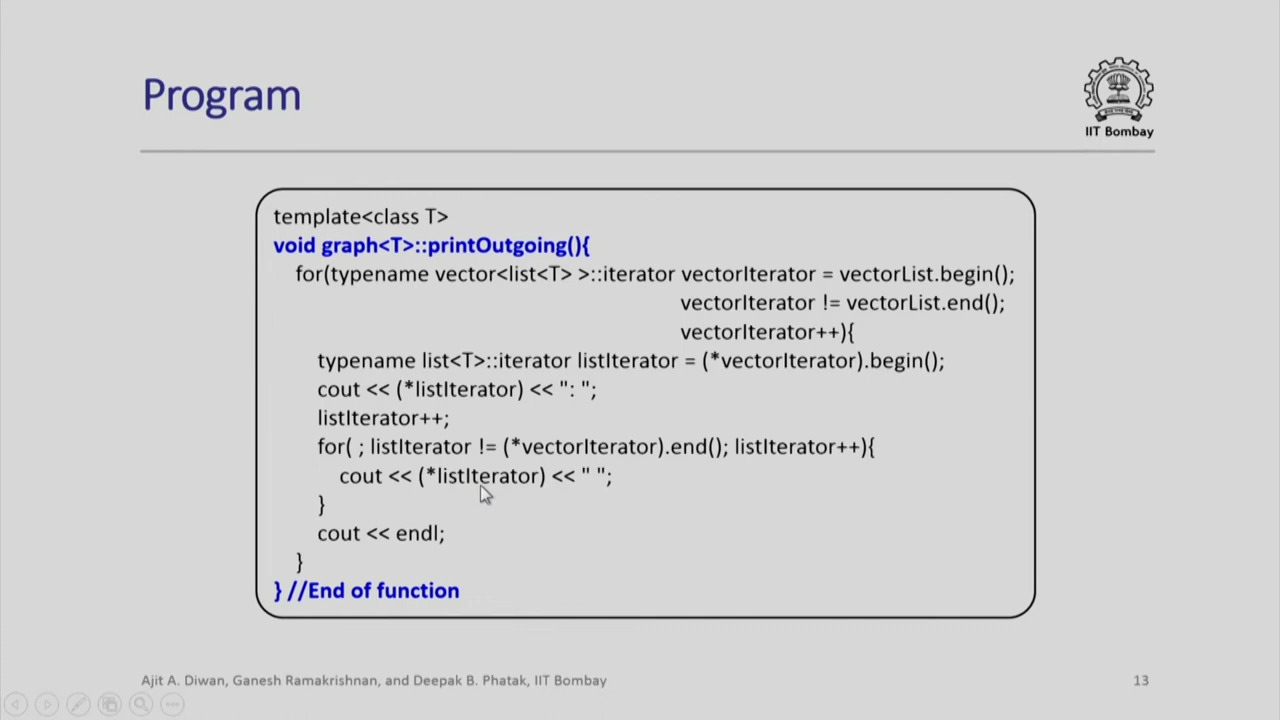 Program
IIT Bombay
template<class T>
void graph<T>::printOutgoing(){
for(typename vector<list<T> >::iterator vectorIterator = vectorList.begin();
vectorIterator != vectorList.end();
vectorIterator++){
typename list<T>::iterator listIterator = (*vectorIterator).begin();
cout << (*listIterator) << ": ";
listIterator++;
for( ; listIterator != (*vectorIterator).end(); listIterator++){
cout << (*listIterator) << " ";
}
cout << endl;
}
} //End of function
Ajit A. Diwan, Ganesh Ramakrishnan, and Deepak B. Phatak, IIT Bombay
13